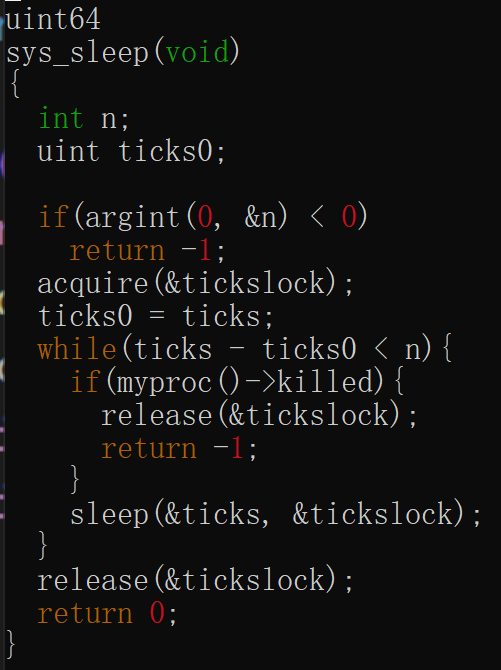 uint64
sys_sleep(void)
{
  int n;
  uint ticks0;

  if(argint(0, &n) < 0)
    return -1;
  acquire(&tickslock);
  ticks0 = ticks;
  while(ticks - ticks0 < n){
    if(myproc()->killed){
      release(&tickslock);
      return -1;
    }
    sleep(&ticks, &tickslock);
  }
  release(&tickslock);
  return 0;
}